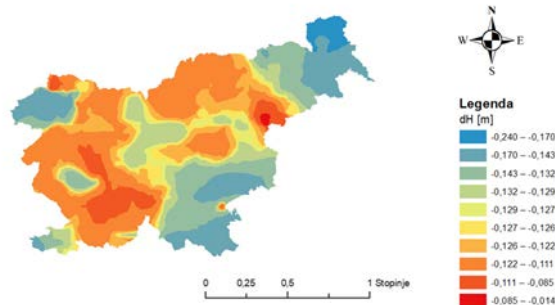 N
W E
S
Legenda
dH [m]
-0,240 – -0,170
-0,170 – -0,143
-0,143 – -0,132
-0,132 – -0,129
-0,129 – -0,127
-0,127 – -0,126
-0,126 – -0,122
-0,122 – -0,111
-0,111 – -0,085
-0,085 – -0,014
0 0,25 0,5 1 Stopinje